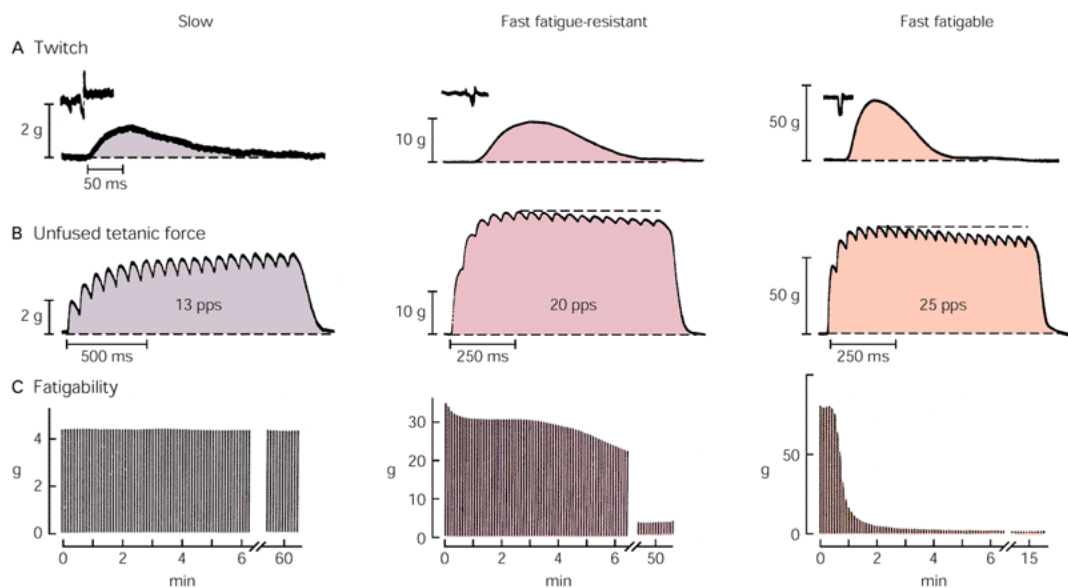 Slow
Fast fatigue-resistant
Fast fatigable
A Twitch
2 g
50 ms
10 g
50 g
B Unfused tetanic force
2 g
13 pps
500 ms
10 g
20 pps
250 ms
50 g
25 pps
250 ms
C Fatigability
4
2
0
g
0 2 4 6 60
min
30
20
10
0
g
0 2 4 6 50
min
50
0
g
0 2 4 6 15
min